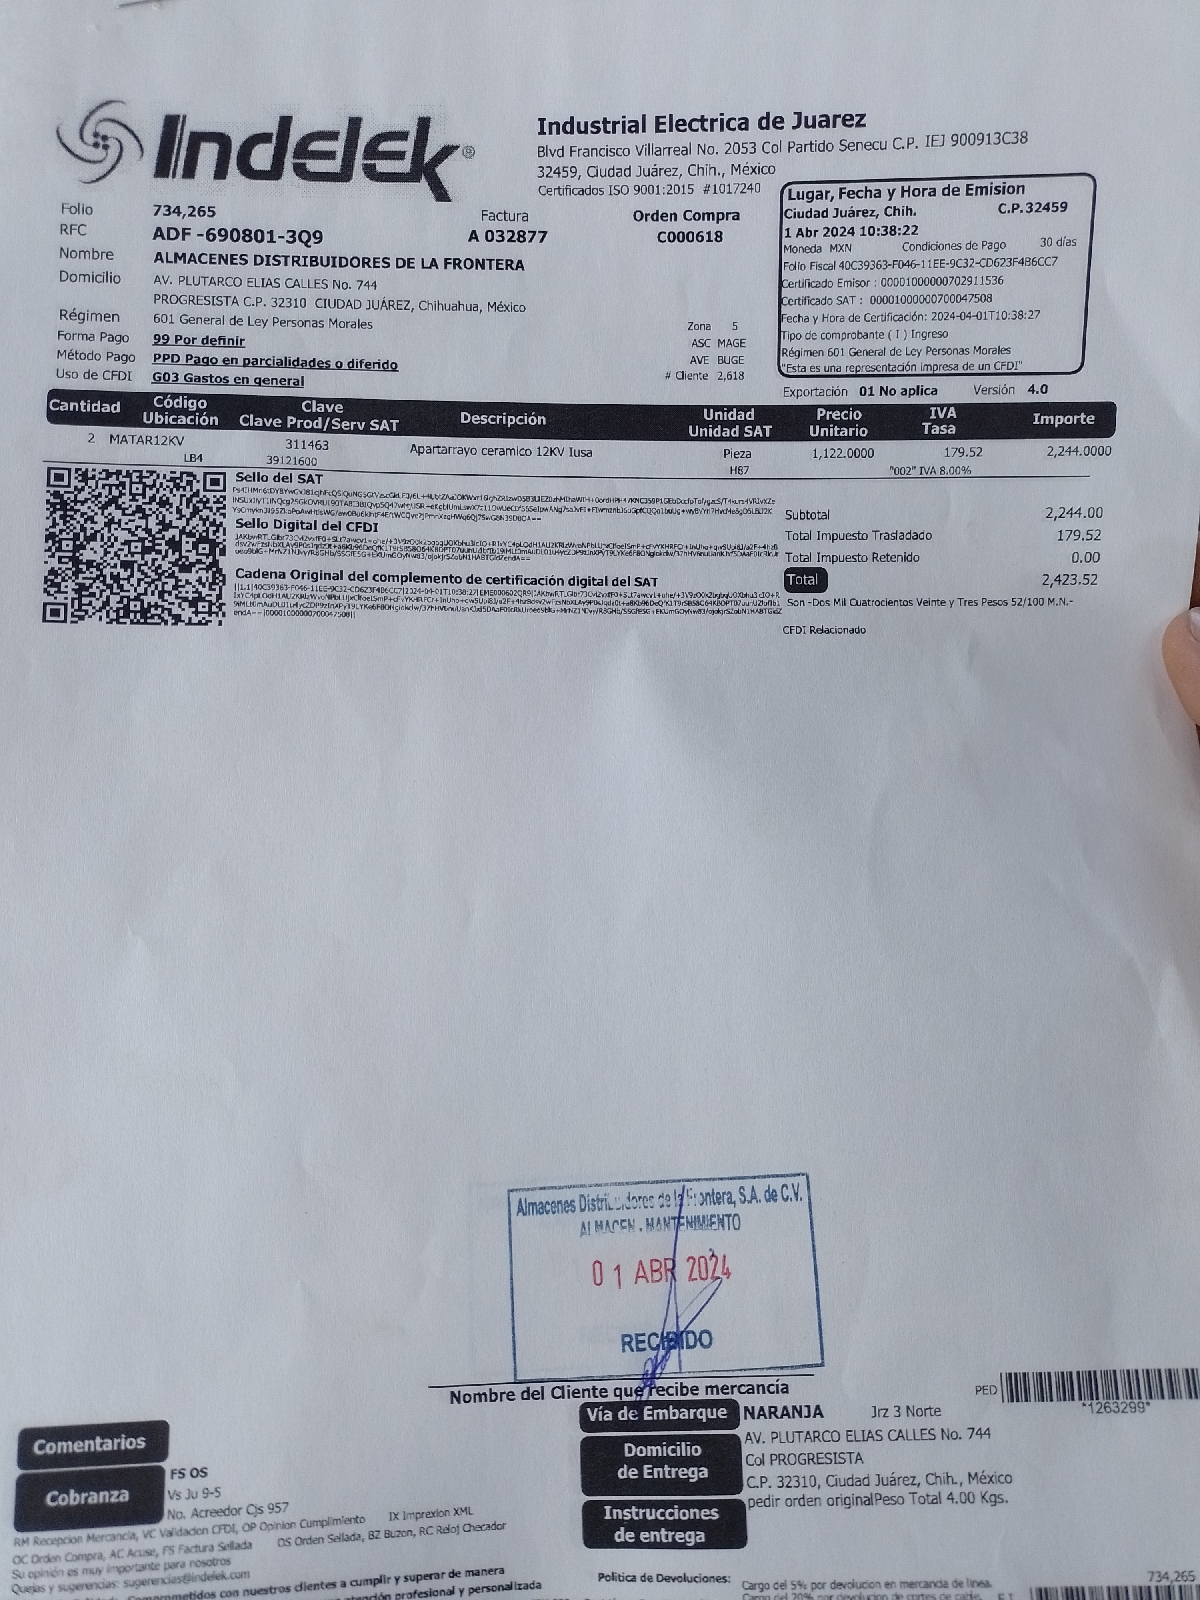 Indelek®
Industrial Electrica de Juarez
Blvd Francisco Villarreal No. 2053 Col Partido Senecu C.P. IEJ 900913C38
32459, Ciudad Juárez, Chih., México
Certificados ISO 9001:2015 #1017240
Folio 734,265 Factura Orden Compra
RFC ADF -690801-3Q9 A 032877 C000618
Nombre ALMACENES DISTRIBUIDORES DE LA FRONTERA
Domicilio AV. PLUTARCO ELIAS CALLES No. 744
PROGRESISTA C.P. 32310 CIUDAD JUÁREZ, Chihuahua, México
Régimen 601 General de Ley Personas Morales
Forma Pago 99 Por definir
Método Pago PPD Pago en parcialidades o diferido
Uso de CFDI G03 Gastos en general
Zona 5
ASC MAGE
AVE BUGE
# Cliente 2,618
Lugar, Fecha y Hora de Emision
Ciudad Juárez, Chih. C.P.32459
1 Abr 2024 10:38:22
Moneda MXN Condiciones de Pago 30 días
Folio Fiscal 40C39363-F046-11EE-9C32-CD623F4B6CC7
Certificado Emisor : 00001000000702911536
Certificado SAT : 00001000000700047508
Fecha y Hora de Certificación: 2024-04-01T10:38:27
Tipo de comprobante ( I ) Ingreso
Régimen 601 General de Ley Personas Morales
"Esta es una representación impresa de un CFDI"
Exportación 01 No aplica Versión 4.0
Cantidad Código Ubicación Clave Clave Prod/Serv SAT Descripción Unidad Unidad SAT Precio Unitario IVA Tasa Importe
2 MATAR12KV 311463 Apartarrayo ceramico 12KV Iusa Pieza 1,122.0000 179.52 2,244.0000
LB4 39121600 H87 "002" IVA 8.00%
Sello del SAT
Sello Digital del CFDI
Cadena Original del complemento de certificación digital del SAT
Subtotal 2,244.00
Total Impuesto Trasladado 179.52
Total Impuesto Retenido 0.00
Total 2,423.52
Son -Dos Mil Cuatrocientos Veinte y Tres Pesos 52/100 M.N.-
CFDI Relacionado
Almacenes Distribuidores de la Frontera, S.A. de C.V.
ALMACEN . MANTENIMIENTO
0 1 ABR 2024
RECIBIDO
Nombre del Cliente que recibe mercancía
PED
*1263299*
Vía de Embarque NARANJA Jrz 3 Norte
Domicilio de Entrega
AV. PLUTARCO ELIAS CALLES No. 744
Col PROGRESISTA
C.P. 32310, Ciudad Juárez, Chih., México
Instrucciones de entrega
pedir orden originalPeso Total 4.00 Kgs.
Comentarios
Cobranza
FS OS
Vs Ju 9-5
No. Acreedor Cjs 957
RM Recepcion Mercancia, VC Validacion CFDI, OP Opinion Cumplimiento IX Imprexion XML
OC Orden Compra, AC Acuse, FS Factura Sellada OS Orden Sellada, BZ Buzon, RC Reloj Checador
Su opinión es muy importante para nosotros
Quejas y sugerencias: sugerencias@indelek.com
con nuestros clientes a cumplir y superar de manera
profesional y personalizada
Politica de Devoluciones: Cargo del 5% por devolucion en mercancia de linea.
734,265